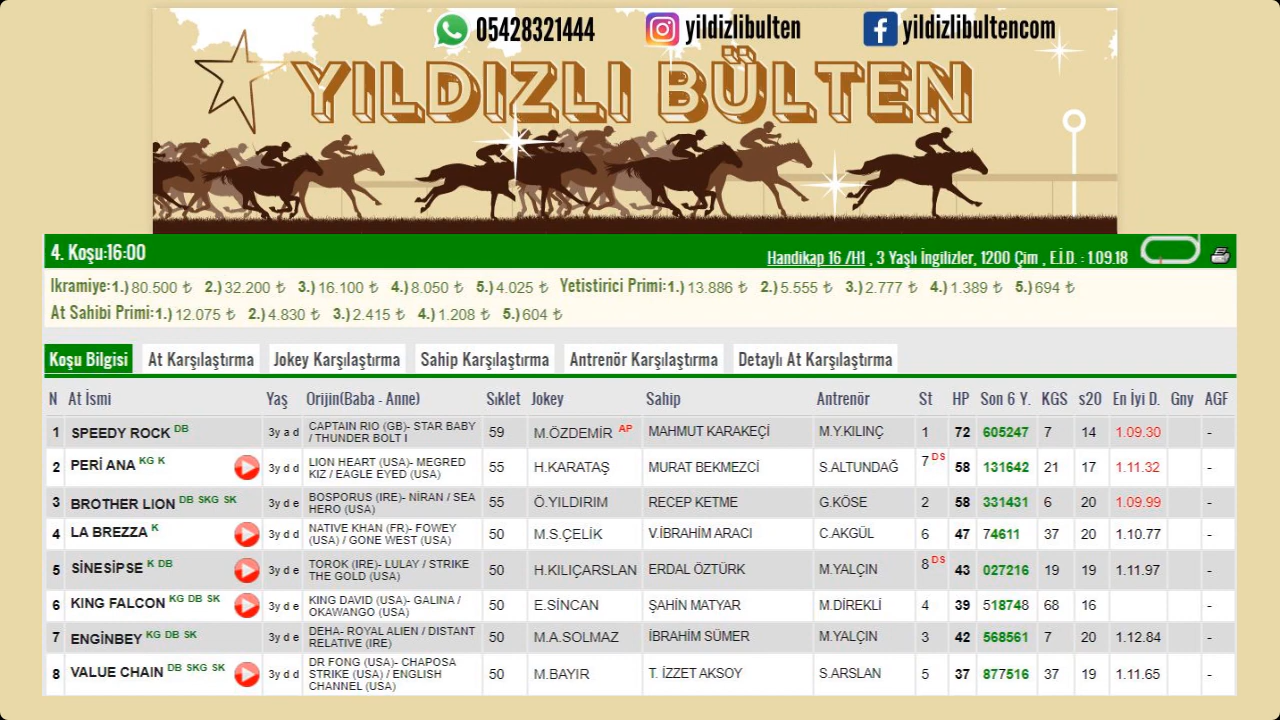 05428321444 yildizlibulten yildizlibultencom
YILDIZLI BÜLTEN
4. Koşu:16:00 Handikap 16 /H1 , 3 Yaşlı İngilizler, 1200 Çim , E.İ.D. : 1.09.18
Ikramiye:1.) 80.500 ₺ 2.) 32.200 ₺ 3.) 16.100 ₺ 4.) 8.050 ₺ 5.) 4.025 ₺ Yetistirici Primi:1.) 13.886 ₺ 2.) 5.555 ₺ 3.) 2.777 ₺ 4.) 1.389 ₺ 5.) 694 ₺
At Sahibi Primi:1.) 12.075 ₺ 2.) 4.830 ₺ 3.) 2.415 ₺ 4.) 1.208 ₺ 5.) 604 ₺
Koşu Bilgisi At Karşılaştırma Jokey Karşılaştırma Sahip Karşılaştırma Antrenör Karşılaştırma Detaylı At Karşılaştırma
N At İsmi Yaş Orijin(Baba - Anne) Sıklet Jokey Sahip Antrenör St HP Son 6 Y. KGS s20 En İyi D. Gny AGF
1 SPEEDY ROCK DB 3y a d CAPTAIN RIO (GB)- STAR BABY / THUNDER BOLT I 59 M.ÖZDEMİR AP MAHMUT KARAKEÇİ M.Y.KILINÇ 1 72 605247 7 14 1.09.30 -
2 PERİ ANA KG K 3y d d LION HEART (USA)- MEGRED KIZ / EAGLE EYED (USA) 55 H.KARATAŞ MURAT BEKMEZCİ S.ALTUNDAĞ 7 DS 58 131642 21 17 1.11.32 -
3 BROTHER LION DB SKG SK 3y d e BOSPORUS (IRE)- NİRAN / SEA HERO (USA) 55 Ö.YILDIRIM RECEP KETME G.KÖSE 2 58 331431 6 20 1.09.99 -
4 LA BREZZA K 3y d d NATIVE KHAN (FR)- FOWEY (USA) / GONE WEST (USA) 50 M.S.ÇELİK V.İBRAHİM ARACI C.AKGÜL 6 47 74611 37 20 1.10.77 -
5 SİNESİPSE K DB 3y d e TOROK (IRE)- LULAY / STRIKE THE GOLD (USA) 50 H.KILIÇARSLAN ERDAL ÖZTÜRK M.YALÇIN 8 DS 43 027216 19 19 1.11.97 -
6 KING FALCON KG DB SK 3y d e KING DAVID (USA)- GALINA / OKAWANGO (USA) 50 E.SİNCAN ŞAHİN MATYAR M.DİREKLİ 4 39 518748 68 16 -
7 ENGİNBEY KG DB SK 3y d e DEHA- ROYAL ALIEN / DISTANT RELATIVE (IRE) 50 M.A.SOLMAZ İBRAHİM SÜMER M.YALÇIN 3 42 568561 7 20 1.12.84 -
8 VALUE CHAIN DB SKG SK 3y d d DR FONG (USA)- CHAPOSA STRIKE (USA) / ENGLISH CHANNEL (USA) 50 M.BAYIR T. İZZET AKSOY S.ARSLAN 5 37 877516 37 19 1.11.65 -